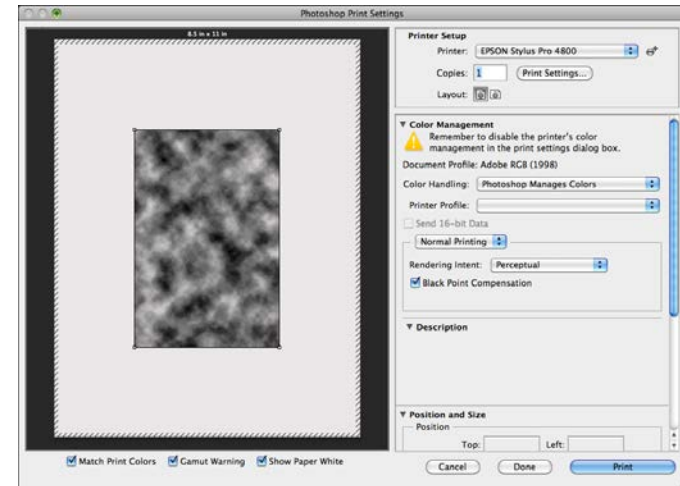 Photoshop Print Settings
8.5 in x 11 in
Printer Setup
Printer: EPSON Stylus Pro 4800
Copies: 1 Print Settings...
Layout:
Color Management
Remember to disable the printer's color
management in the print settings dialog box.
Document Profile: Adobe RGB (1998)
Color Handling: Photoshop Manages Colors
Printer Profile:
Send 16-bit Data
Normal Printing
Rendering Intent: Perceptual
Black Point Compensation
Description
Position and Size
Position
Top: Left:
Match Print Colors Gamut Warning Show Paper White
Cancel Done Print